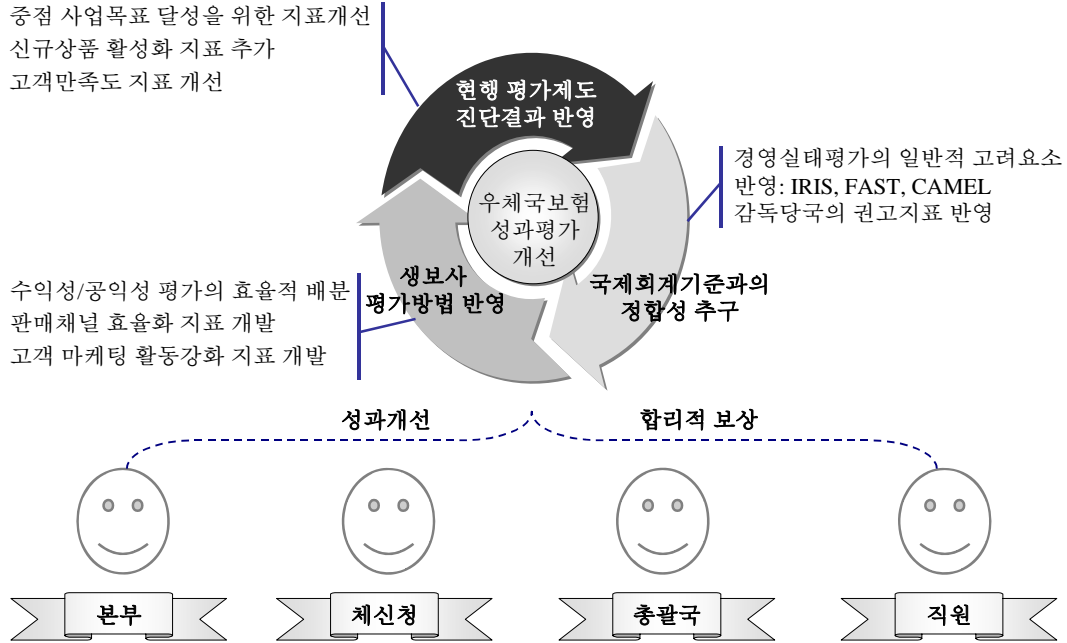 중점 사업목표 달성을 위한 지표개선
신규상품 활성화 지표 추가
고객만족도 지표 개선
현행 평가제도
진단결과 반영
경영실태평가의 일반적 고려요소
반영: IRIS, FAST, CAMEL
감독당국의 권고지표 반영
우체국보험
성과평가
개선
수익성/공익성 평가의 효율적 배분
판매채널 효율화 지표 개발
고객 마케팅 활동강화 지표 개발
생보사
평가방법 반영
국제회계기준과의
정합성 추구
성과개선
합리적 보상
본부
체신청
총괄국
직원